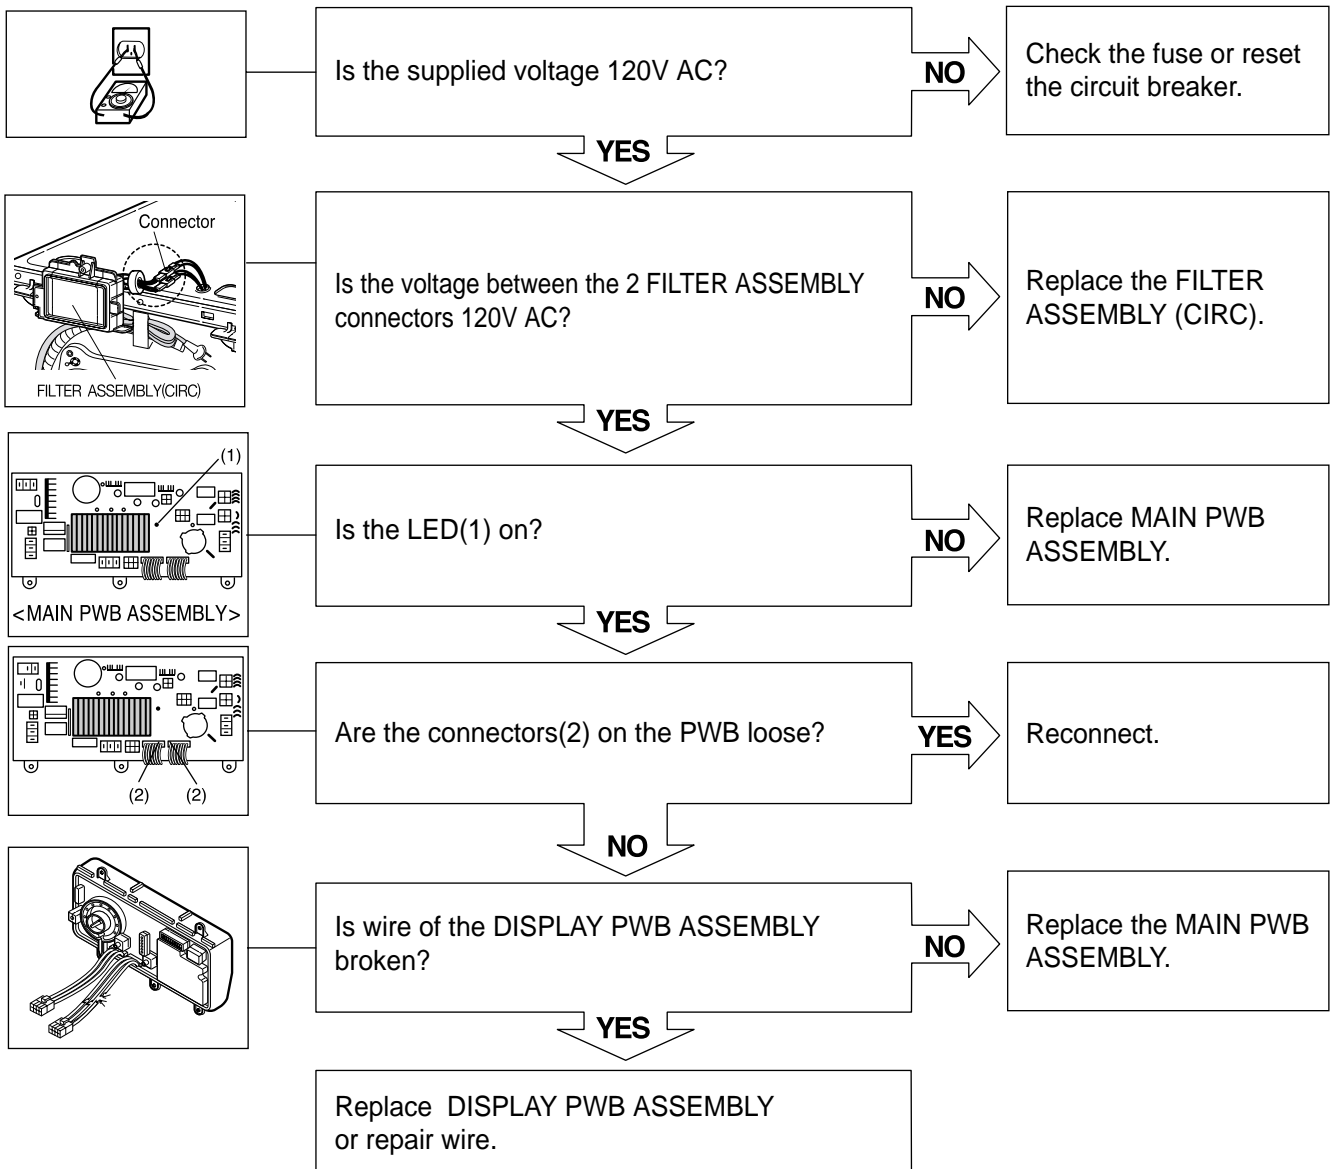 Is the supplied voltage 120V AC?
NO
Check the fuse or reset
the circuit breaker.
YES
Connector
FILTER ASSEMBLY(CIRC)
Is the voltage between the 2 FILTER ASSEMBLY
connectors 120V AC?
NO
Replace the FILTER
ASSEMBLY (CIRC).
YES
(1)
<MAIN PWB ASSEMBLY>
Is the LED(1) on?
NO
Replace MAIN PWB
ASSEMBLY.
YES
(2) (2)
Are the connectors(2) on the PWB loose?
YES
Reconnect.
NO
Is wire of the DISPLAY PWB ASSEMBLY
broken?
NO
Replace the MAIN PWB
ASSEMBLY.
YES
Replace DISPLAY PWB ASSEMBLY
or repair wire.